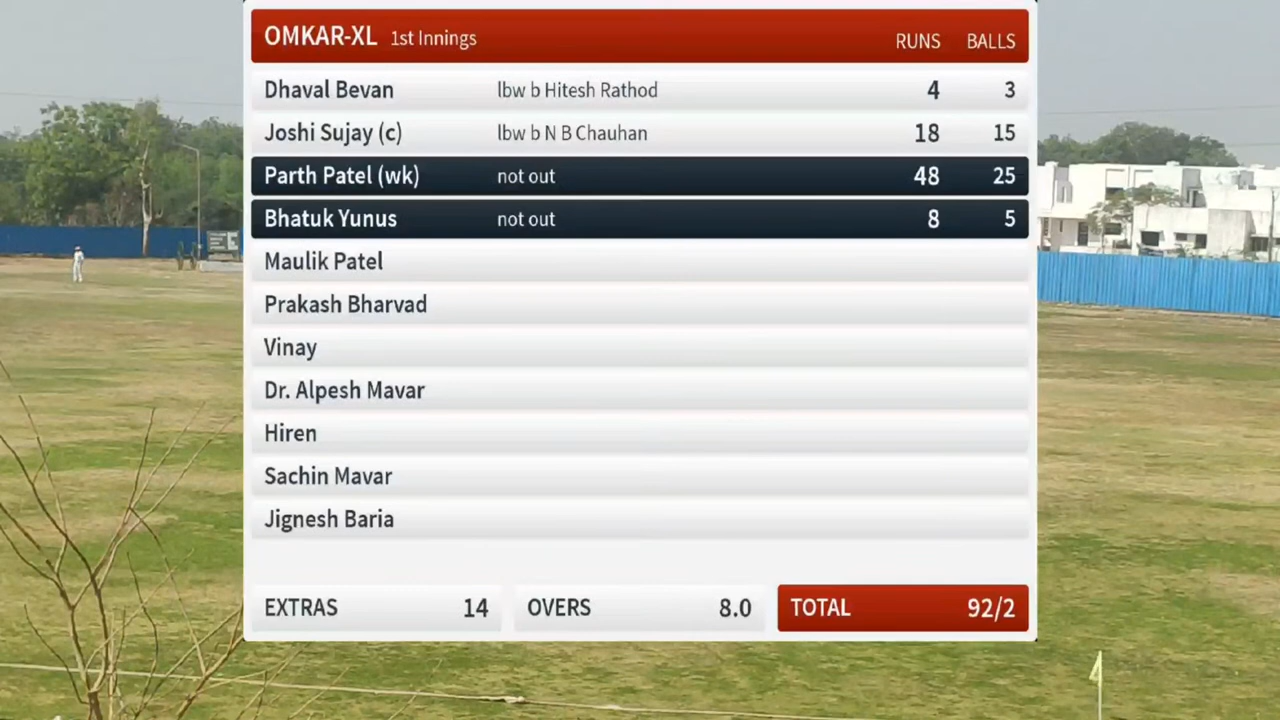 OMKAR-XL 1st Innings RUNS BALLS
Dhaval Bevan lbw b Hitesh Rathod 4 3
Joshi Sujay (c) lbw b N B Chauhan 18 15
Parth Patel (wk) not out 48 25
Bhatuk Yunus not out 8 5
Maulik Patel
Prakash Bharvad
Vinay
Dr. Alpesh Mavar
Hiren
Sachin Mavar
Jignesh Baria
EXTRAS 14 OVERS 8.0 TOTAL 92/2